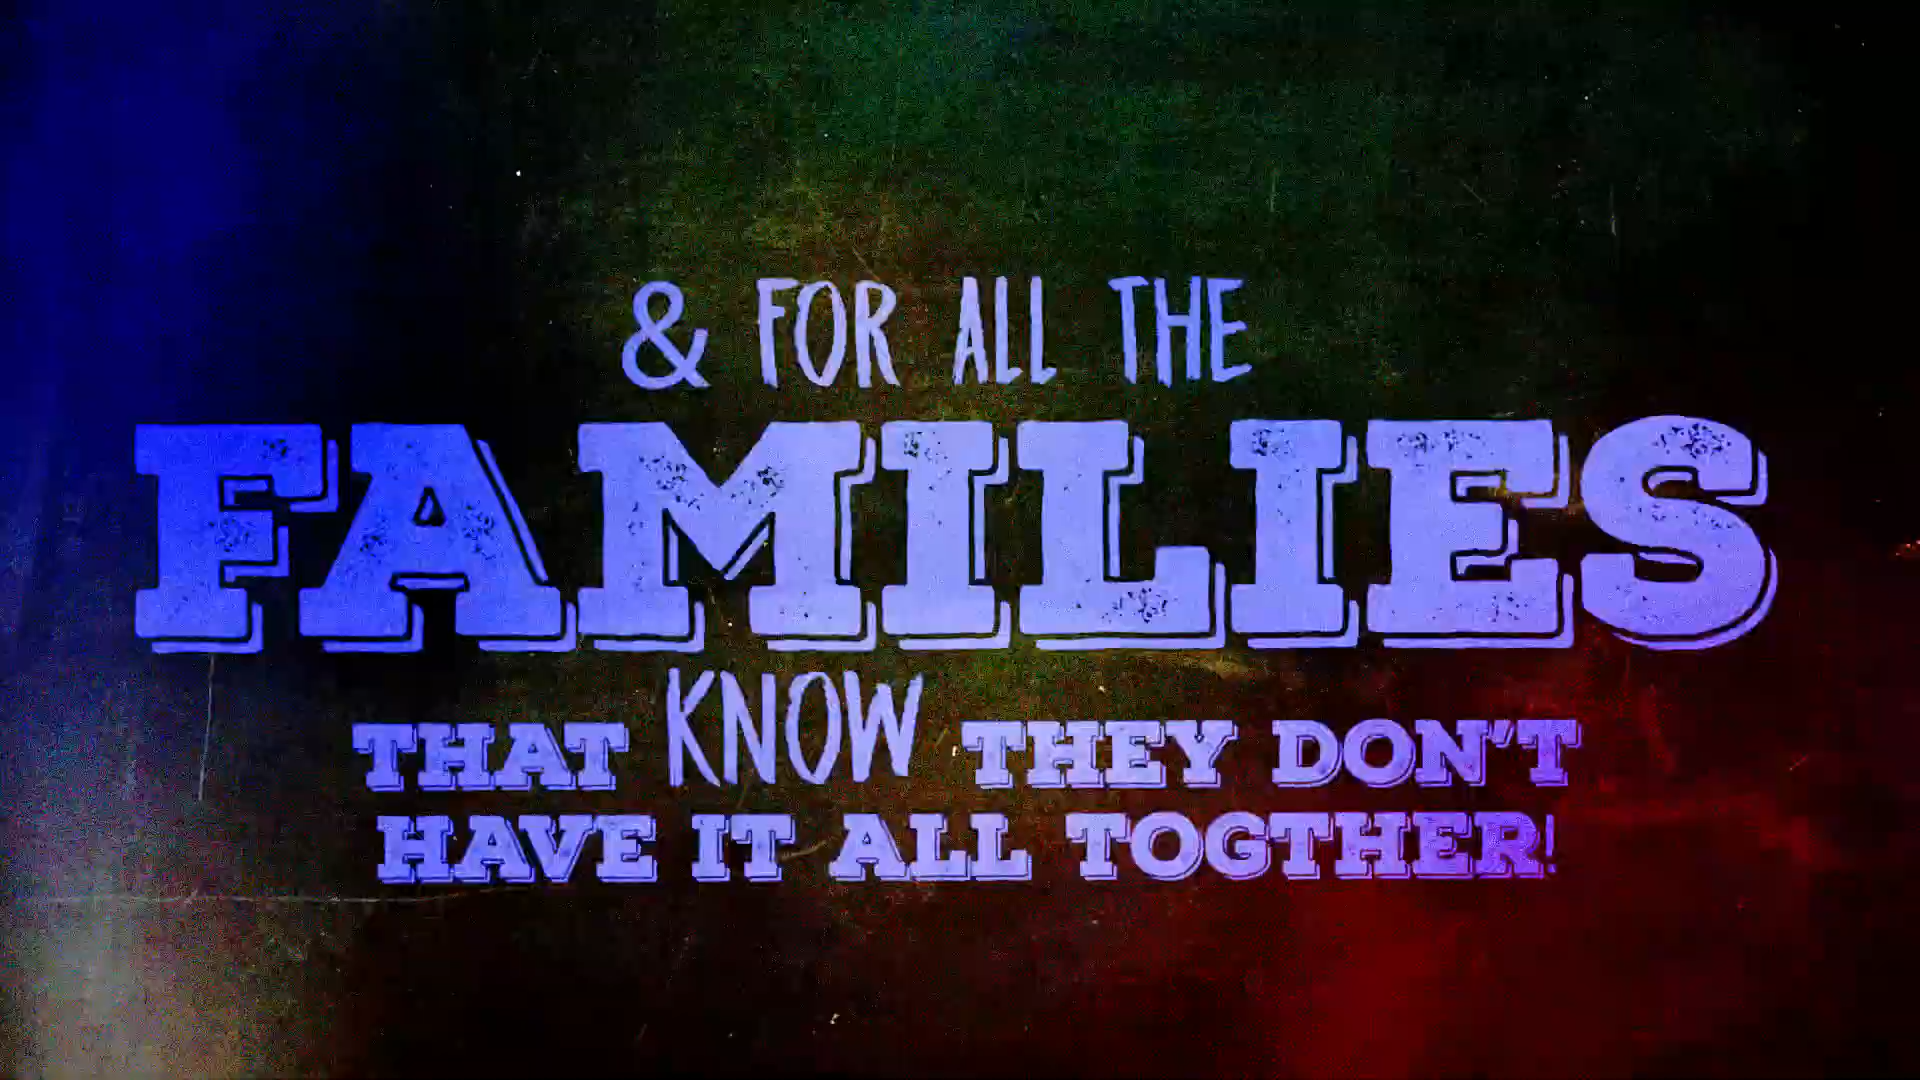 & FOR ALL THE
FAMILIES
THAT KNOW THEY DON'T
HAVE IT ALL TOGTHER!